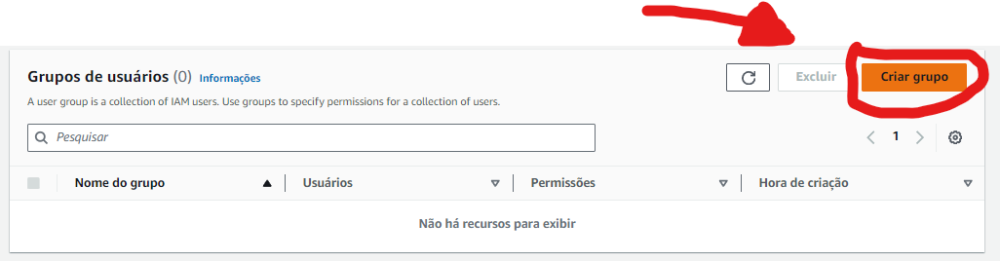 Grupos de usuários (0) Informações
Excluir
Criar grupo
A user group is a collection of IAM users. Use groups to specify permissions for a collection of users.
Pesquisar
1
Nome do grupo Usuários Permissões Hora de criação
Não há recursos para exibir